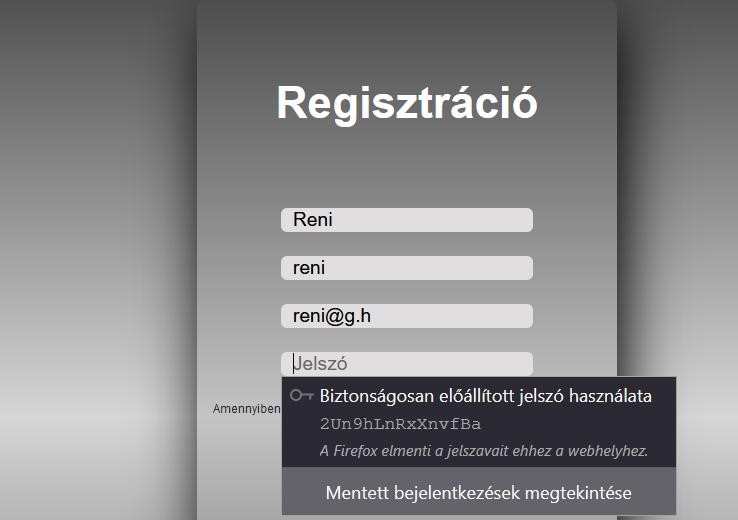 Regisztráció
Reni
reni
reni@g.h
Jelszó
Amennyiben
Biztonságosan előállított jelszó használata
2Un9hLnRxXnvfBa
A Firefox elmenti a jelszavait ehhez a webhelyhez.
Mentett bejelentkezések megtekintése